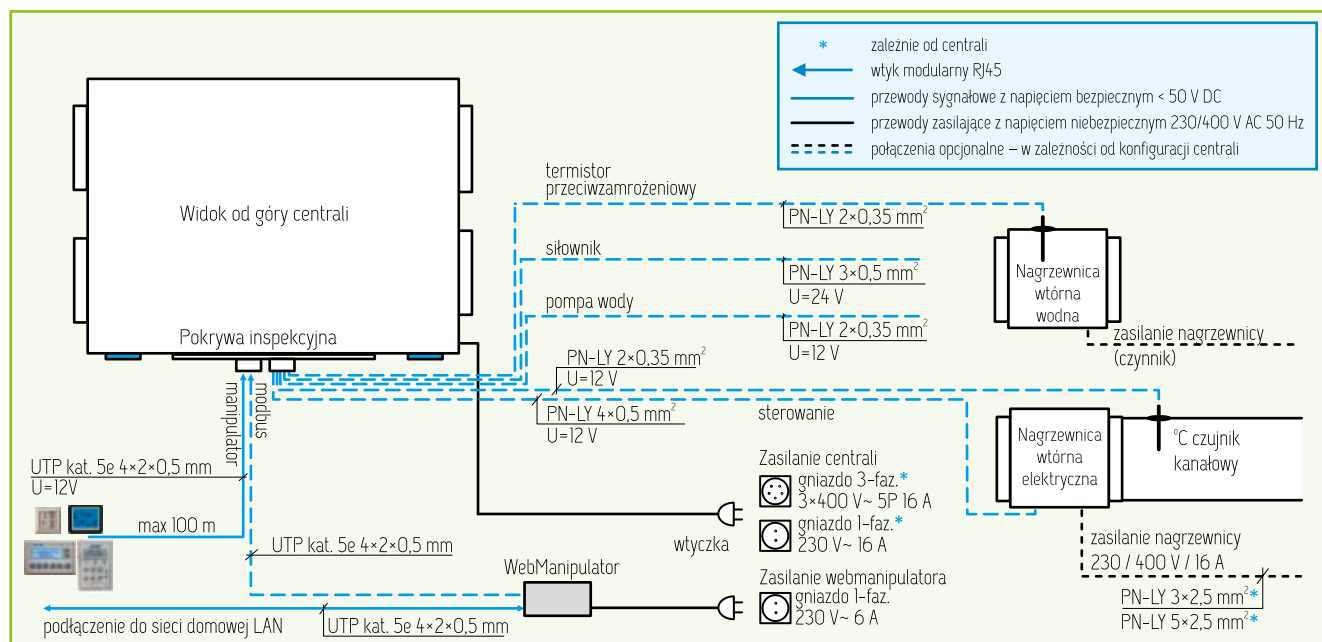 * zależnie od centrali
wtyk modularny RJ45
przewody sygnałowe z napięciem bezpiecznym < 50 V DC
przewody zasilające z napięciem niebezpiecznym 230/400 V AC 50 Hz
połączenia opcjonalne – w zależności od konfiguracji centrali
Widok od góry centrali
Pokrywa inspekcyjna
termistor
przeciwzamrożeniowy
PN-LY 2×0,35 mm²
siłownik
PN-LY 3×0,5 mm²
U=24 V
pompa wody
PN-LY 2×0,35 mm²
U=12 V
Nagrzewnica
wtórna
wodna
zasilanie nagrzewnicy
(czynnik)
PN-LY 2×0,35 mm²
U=12 V
PN-LY 4×0,5 mm²
U=12 V
sterowanie
manipulator
modbus
Nagrzewnica
wtórna
elektryczna
°C czujnik
kanałowy
UTP kat. 5e 4×2×0,5 mm
U=12V
max 100 m
UTP kat. 5e 4×2×0,5 mm
Zasilanie centrali
gniazdo 3-faz.*
3×400 V~ 5P 16 A
gniazdo 1-faz.*
230 V~ 16 A
wtyczka
zasilanie nagrzewnicy
230 / 400 V / 16 A
PN-LY 3×2,5 mm²*
PN-LY 5×2,5 mm²*
WebManipulator
Zasilanie webmanipulatora
gniazdo 1-faz.
230 V~ 6 A
podłączenie do sieci domowej LAN
UTP kat. 5e 4×2×0,5 mm